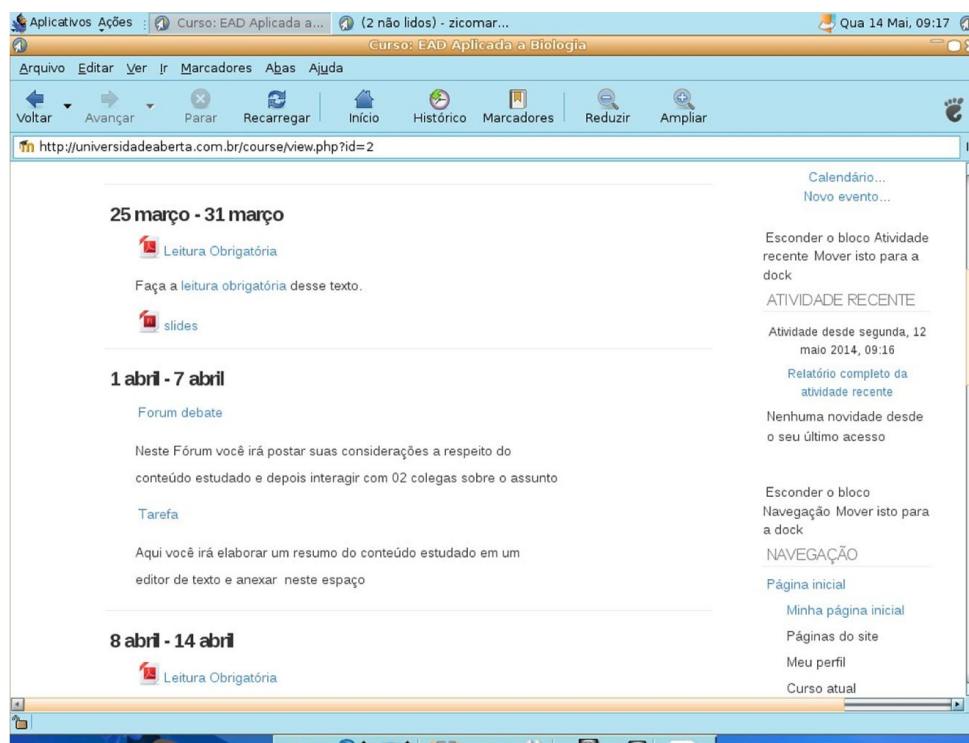 Aplicativos Ações Curso: EAD Aplicada a... (2 não lidos) - zicomar... Qua 14 Mai, 09:17
Curso: EAD Aplicada a Biologia
Arquivo Editar Ver Ir Marcadores Abas Ajuda
Voltar Avançar Parar Recarregar Início Histórico Marcadores Reduzir Ampliar
http://universidadeaberta.com.br/course/view.php?id=2
25 março - 31 março
Leitura Obrigatória
Faça a leitura obrigatória desse texto.
slides
1 abril - 7 abril
Forum debate
Neste Fórum você irá postar suas considerações a respeito do
conteúdo estudado e depois interagir com 02 colegas sobre o assunto
Tarefa
Aqui você irá elaborar um resumo do conteúdo estudado em um
editor de texto e anexar neste espaço
8 abril - 14 abril
Leitura Obrigatória
Calendário...
Novo evento...
Esconder o bloco Atividade
recente Mover isto para a
dock
ATIVIDADE RECENTE
Atividade desde segunda, 12
maio 2014, 09:16
Relatório completo da
atividade recente
Nenhuma novidade desde
o seu último acesso
Esconder o bloco
Navegação Mover isto para
a dock
NAVEGAÇÃO
Página inicial
Minha página inicial
Páginas do site
Meu perfil
Curso atual